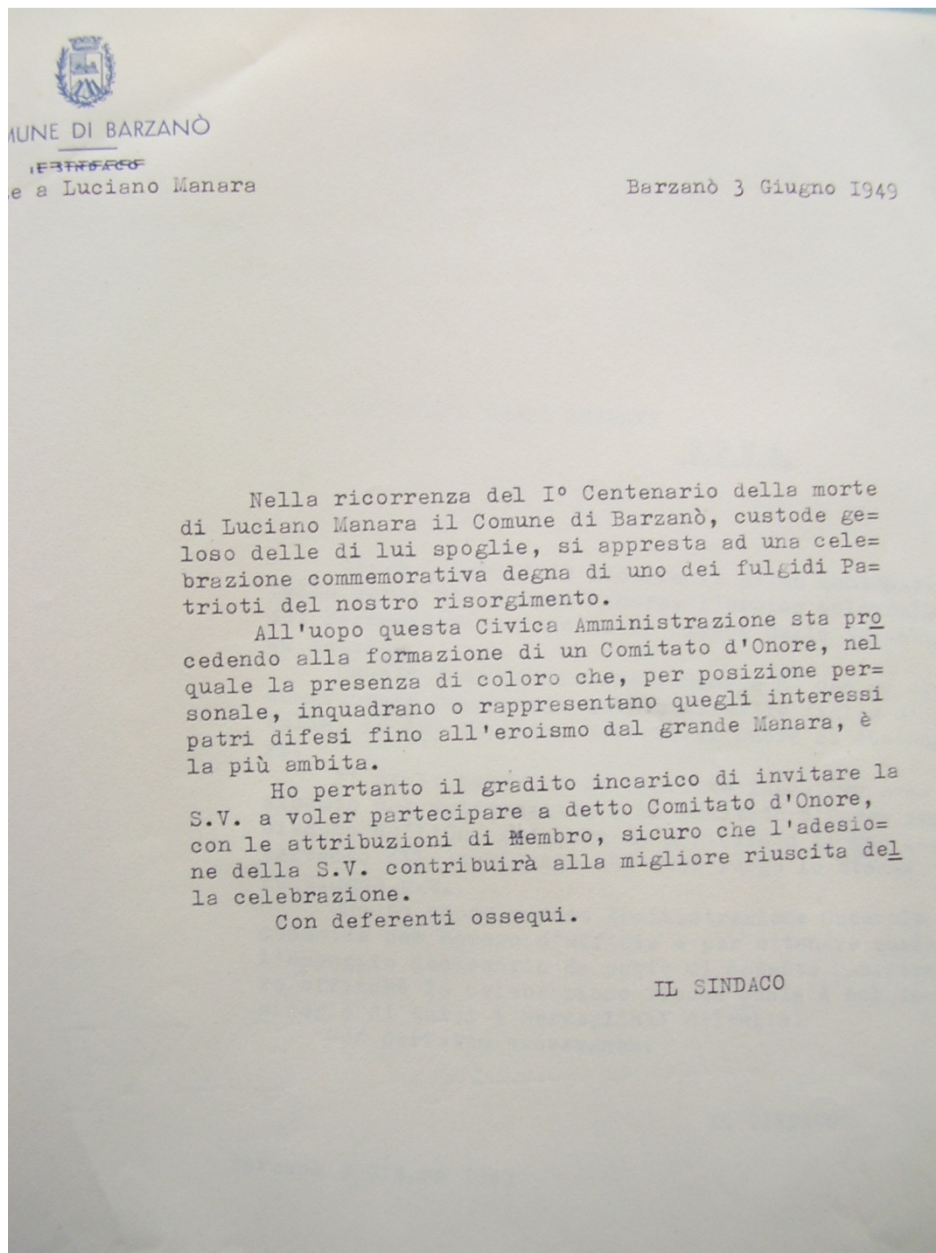 MUNE DI BARZANÒ
IL SINDACO
e a Luciano Manara
Barzanò 3 Giugno 1949
Nella ricorrenza del I° Centenario della morte
di Luciano Manara il Comune di Barzanò, custode ge=
loso delle di lui spoglie, si appresta ad una cele=
brazione commemorativa degna di uno dei fulgidi Pa=
trioti del nostro risorgimento.
All'uopo questa Civica Amministrazione sta pro
cedendo alla formazione di un Comitato d'Onore, nel
quale la presenza di coloro che, per posizione per=
sonale, inquadrano o rappresentano quegli interessi
patri difesi fino all'eroismo dal grande Manara, è
la più ambita.
Ho pertanto il gradito incarico di invitare la
S.V. a voler partecipare a detto Comitato d'Onore,
con le attribuzioni di Membro, sicuro che l'adesio=
ne della S.V. contribuirà alla migliore riuscita del
la celebrazione.
Con deferenti ossequi.
IL SINDACO